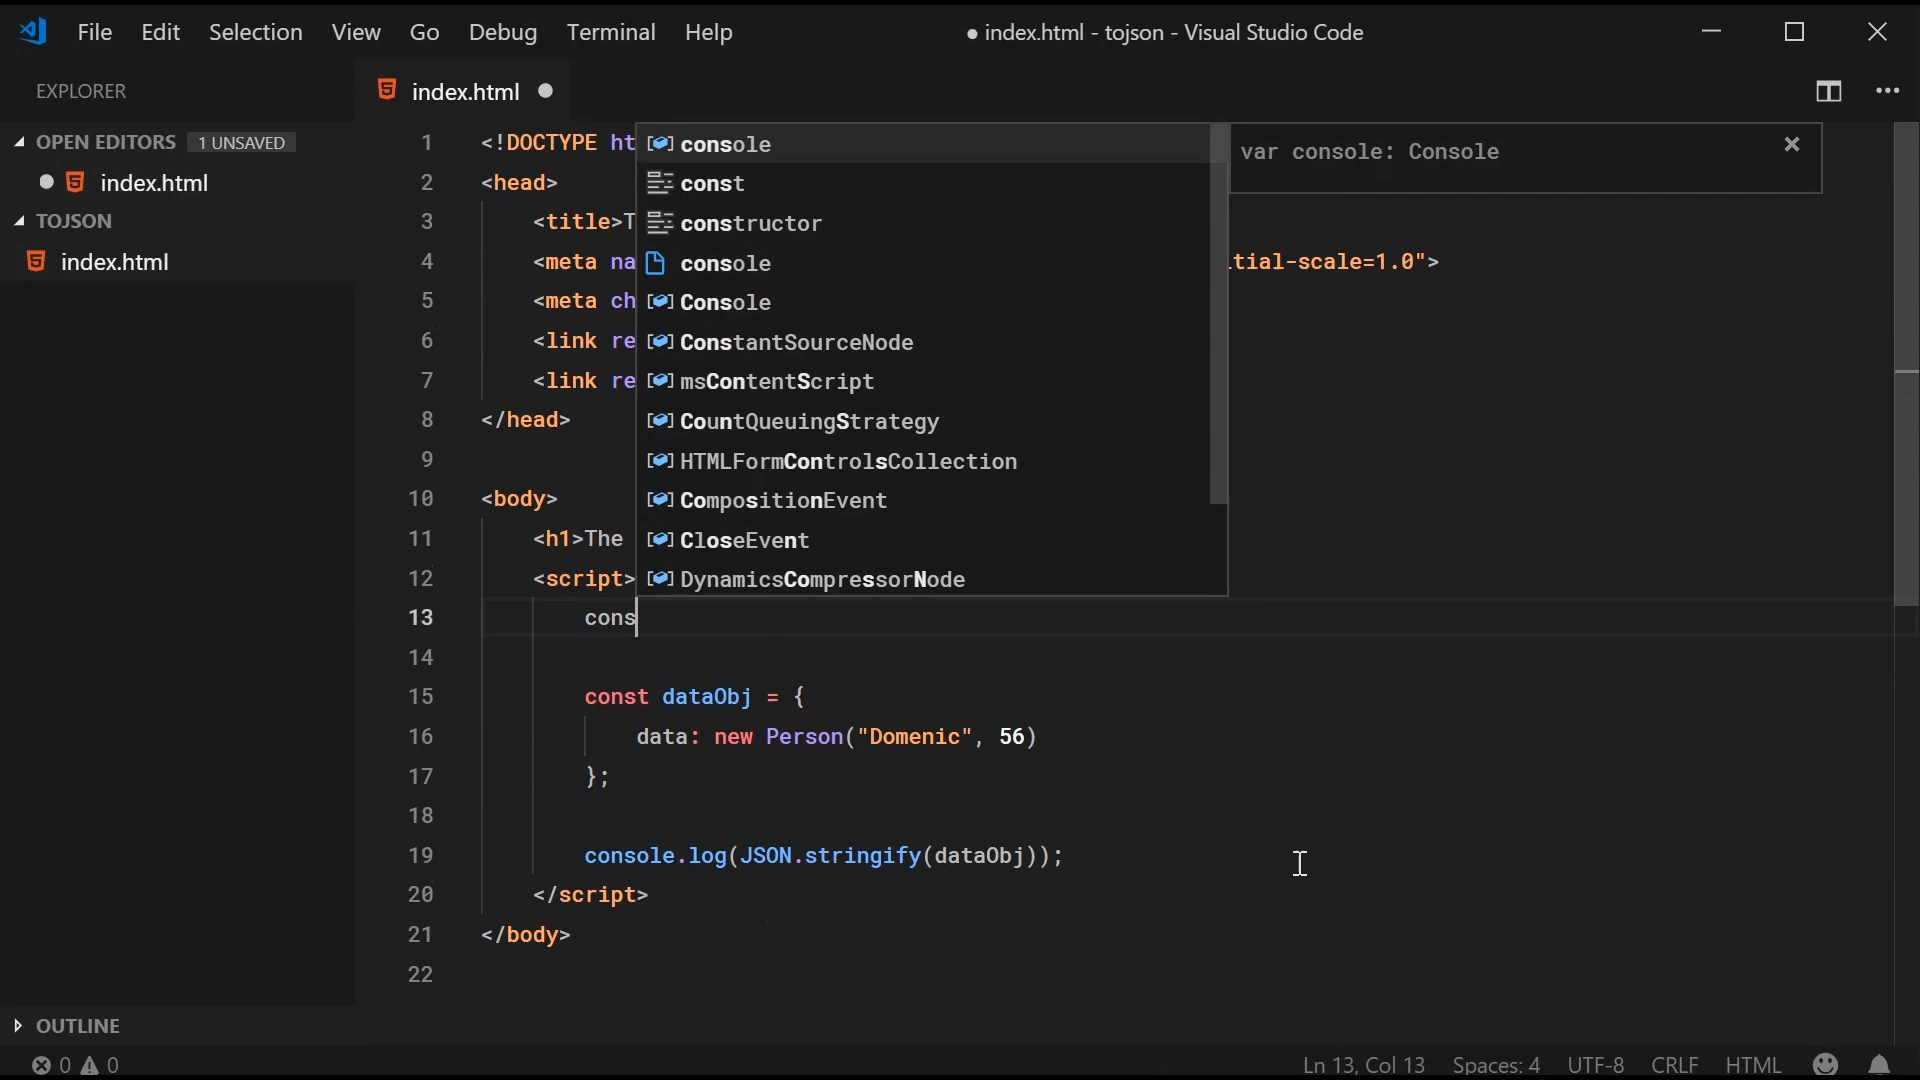 File Edit Selection View Go Debug Terminal Help
● index.html - tojson - Visual Studio Code
EXPLORER
index.html
OPEN EDITORS 1 UNSAVED
index.html
TOJSON
index.html
OUTLINE
1 <!DOCTYPE ht
2 <head>
3 <title>T
4 <meta na tial-scale=1.0">
5 <meta ch
6 <link re
7 <link re
8 </head>
9
10 <body>
11 <h1>The
12 <script>
13 cons
14
15 const dataObj = {
16 data: new Person("Domenic", 56)
17 };
18
19 console.log(JSON.stringify(dataObj));
20 </script>
21 </body>
22
console
const
constructor
console
Console
ConstantSourceNode
msContentScript
CountQueuingStrategy
HTMLFormControlsCollection
CompositionEvent
CloseEvent
DynamicsCompressorNode
var console: Console
0 0
Ln 13, Col 13 Spaces: 4 UTF-8 CRLF HTML